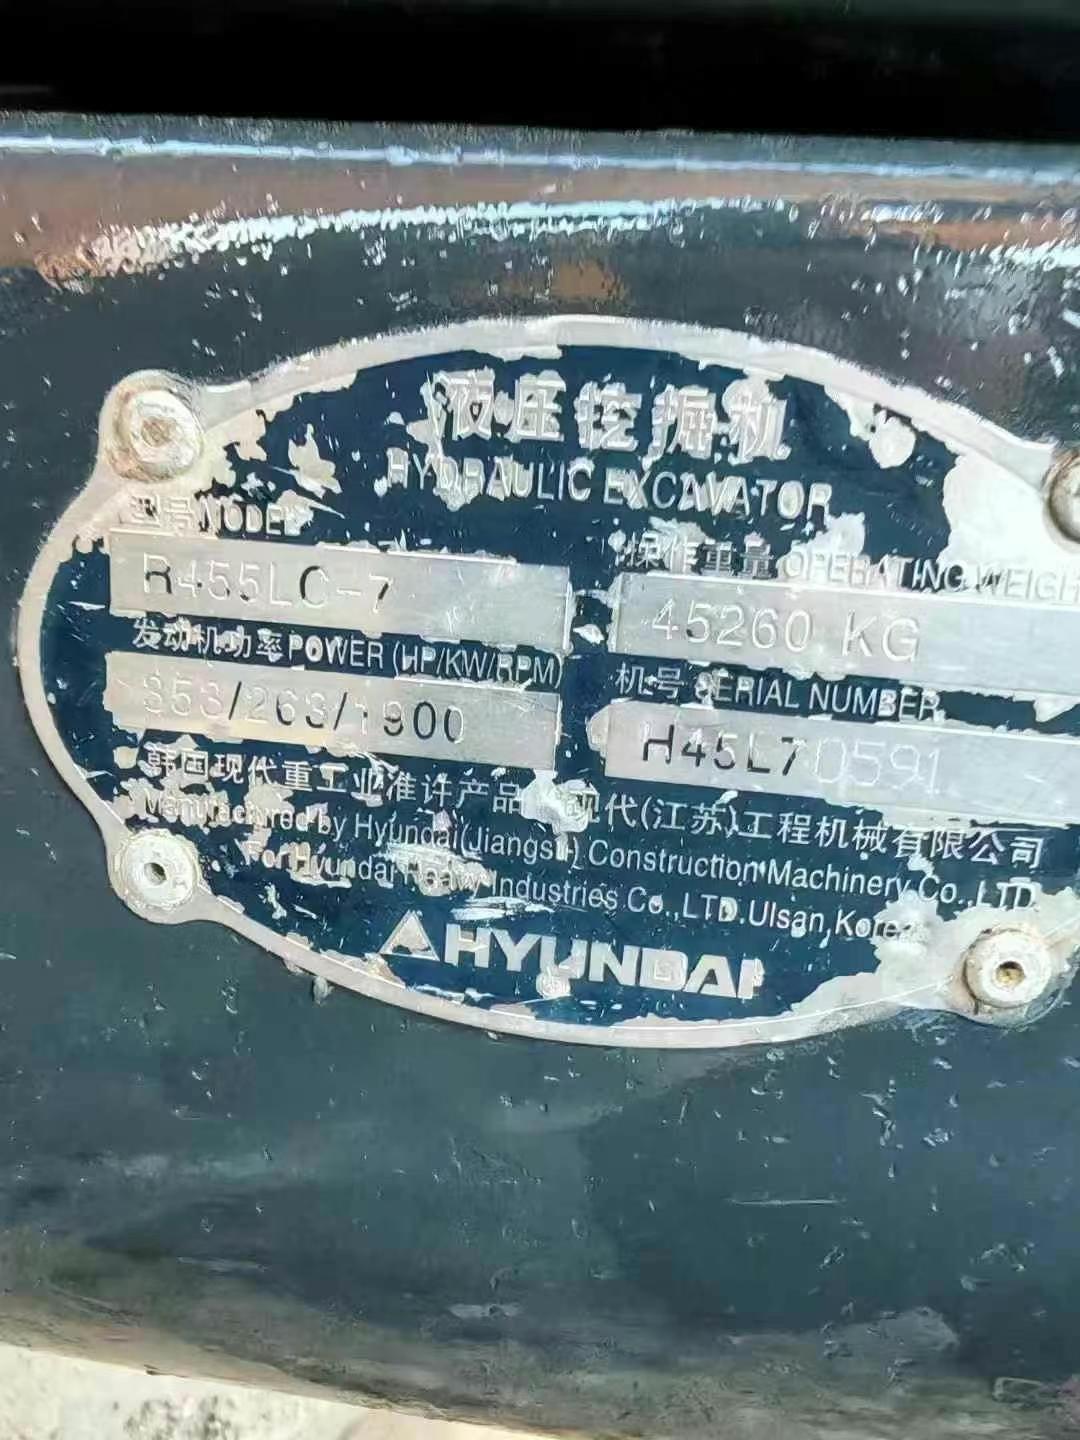 液压挖掘机
HYDRAULIC EXCAVATOR
型号MODEL
R455LC-7
操作重量 OPERATING WEIGH
45260 KG
发动机功率POWER (HP/KW/RPM)
353/263/1900
机号 SERIAL NUMBER
H45L70591
韩国现代重工业准许产品 现代(江苏)工程机械有限公司
Manufactured by Hyundai(Jiangsu) Construction Machinery Co.,LTD.
For Hyundai Heavy Industries Co.,LTD.Ulsan,Korea
HYUNDAI